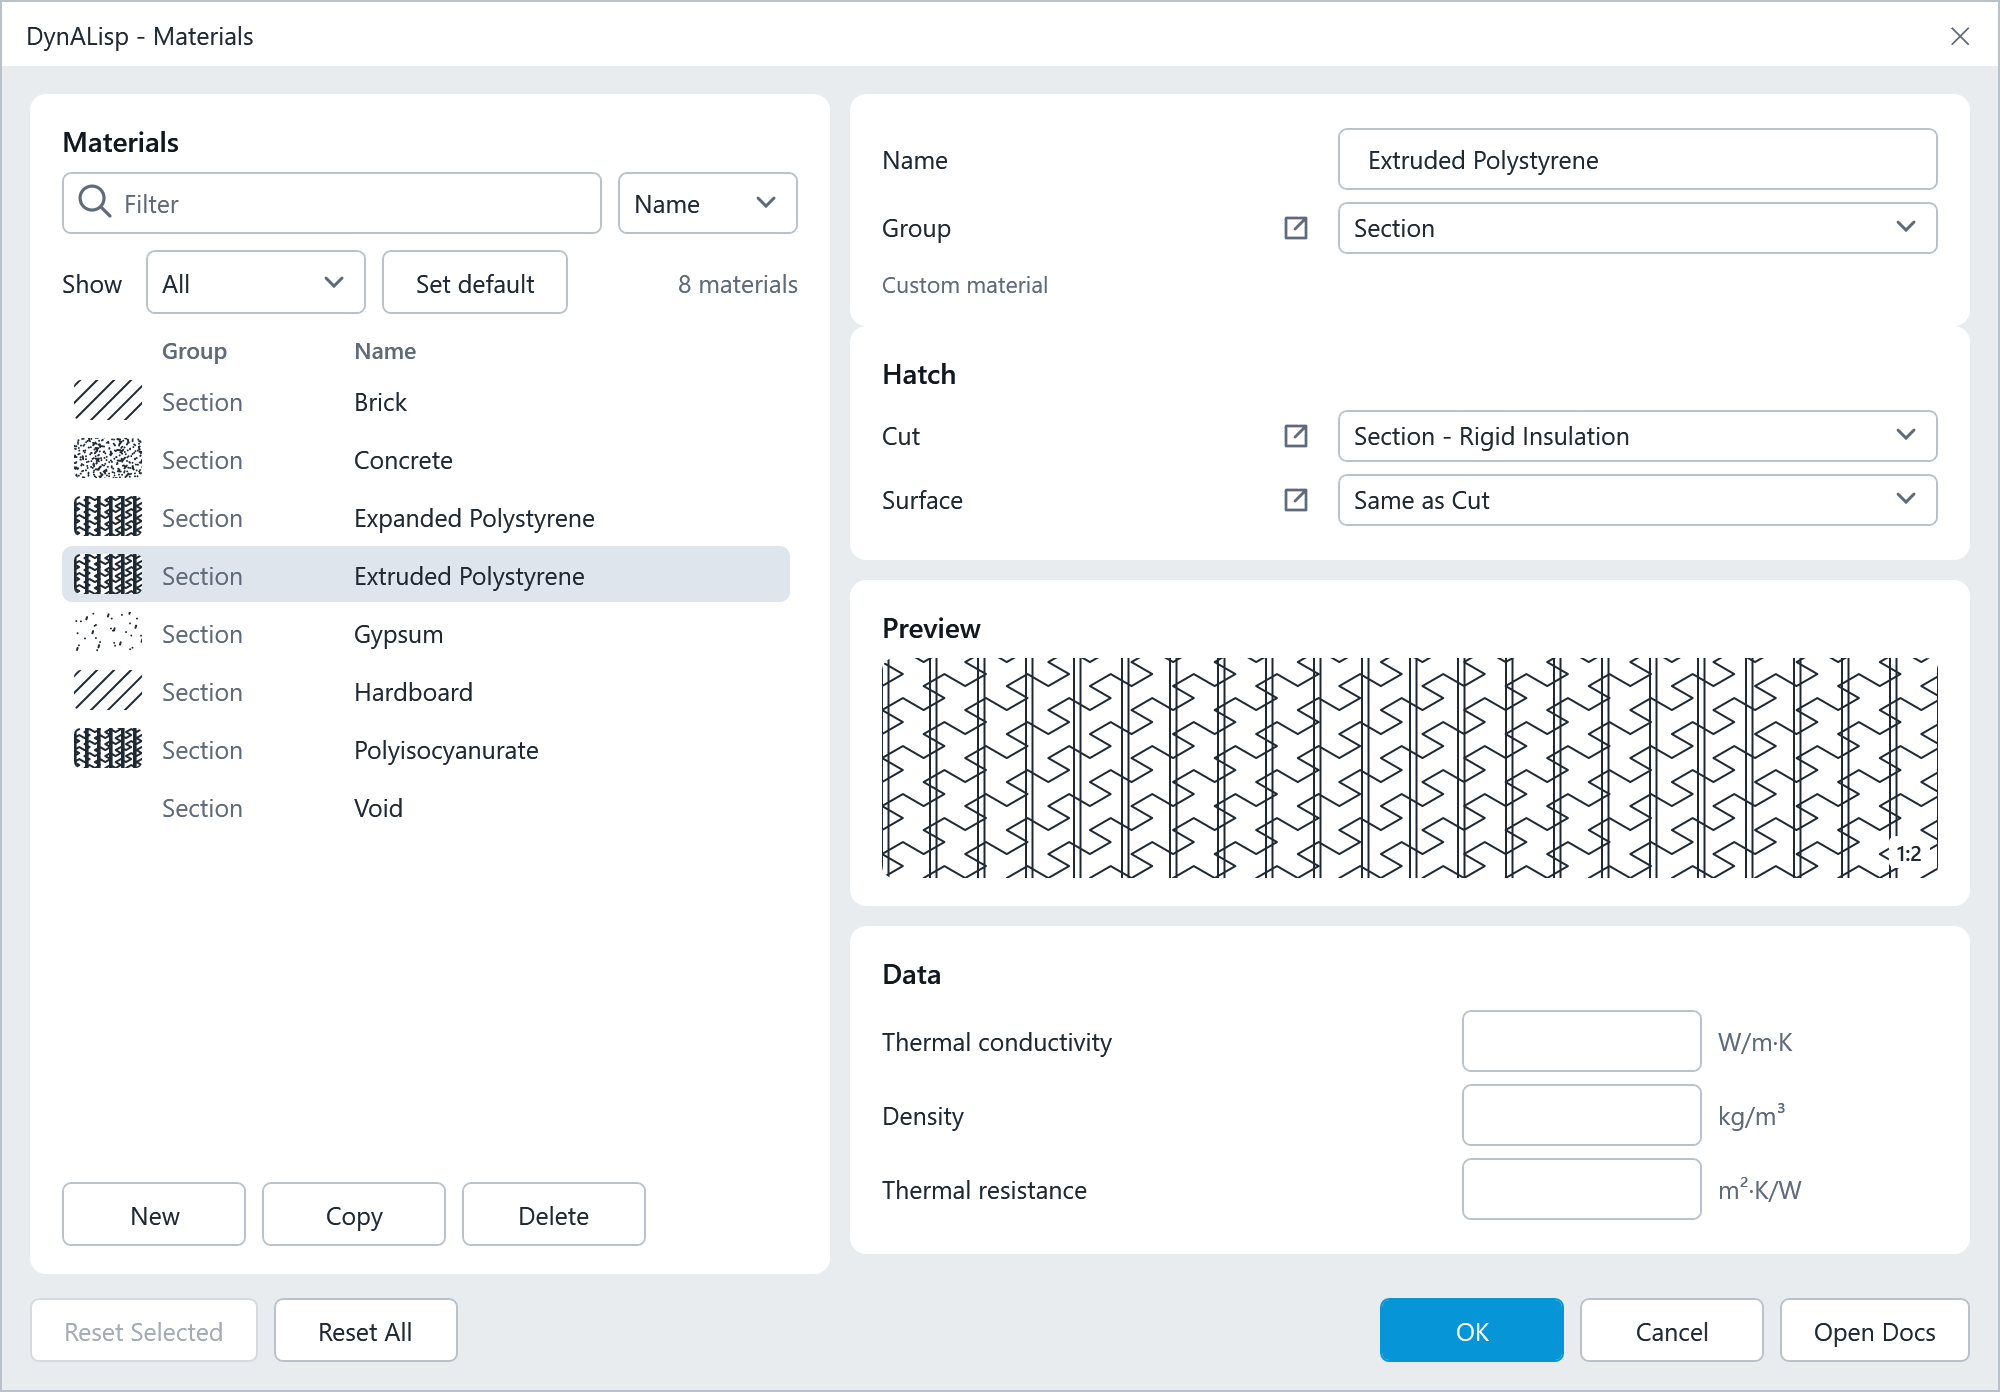 DynALisp - Materials
Materials
Filter
Name
Show
All
Set default
8 materials
Group Name
Section Brick
Section Concrete
Section Expanded Polystyrene
Section Extruded Polystyrene
Section Gypsum
Section Hardboard
Section Polyisocyanurate
Section Void
New
Copy
Delete
Reset Selected
Reset All
Name
Extruded Polystyrene
Group
Section
Custom material
Hatch
Cut
Section - Rigid Insulation
Surface
Same as Cut
Preview
1:2
Data
Thermal conductivity
W/m·K
Density
kg/m³
Thermal resistance
m²·K/W
OK
Cancel
Open Docs